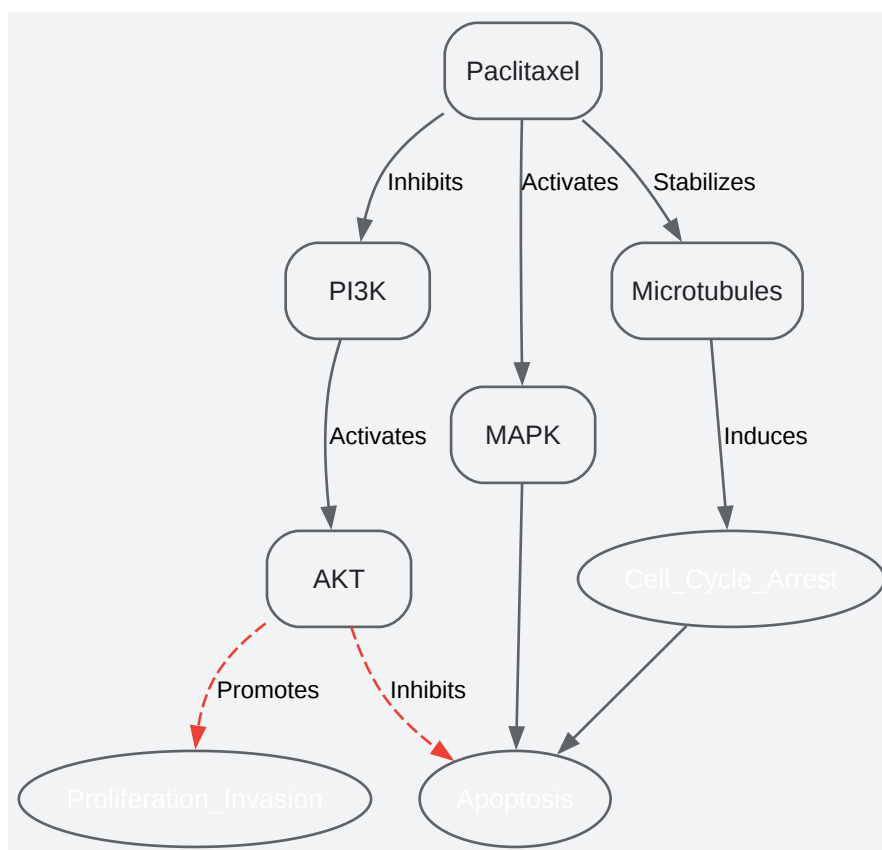 Paclitaxel
Inhibits
Activates
Stabilizes
PI3K
Microtubules
Activates
MAPK
Induces
AKT
Cell_Cycle_Arrest
Promotes
Inhibits
Proliferation_Invasion
Apoptosis